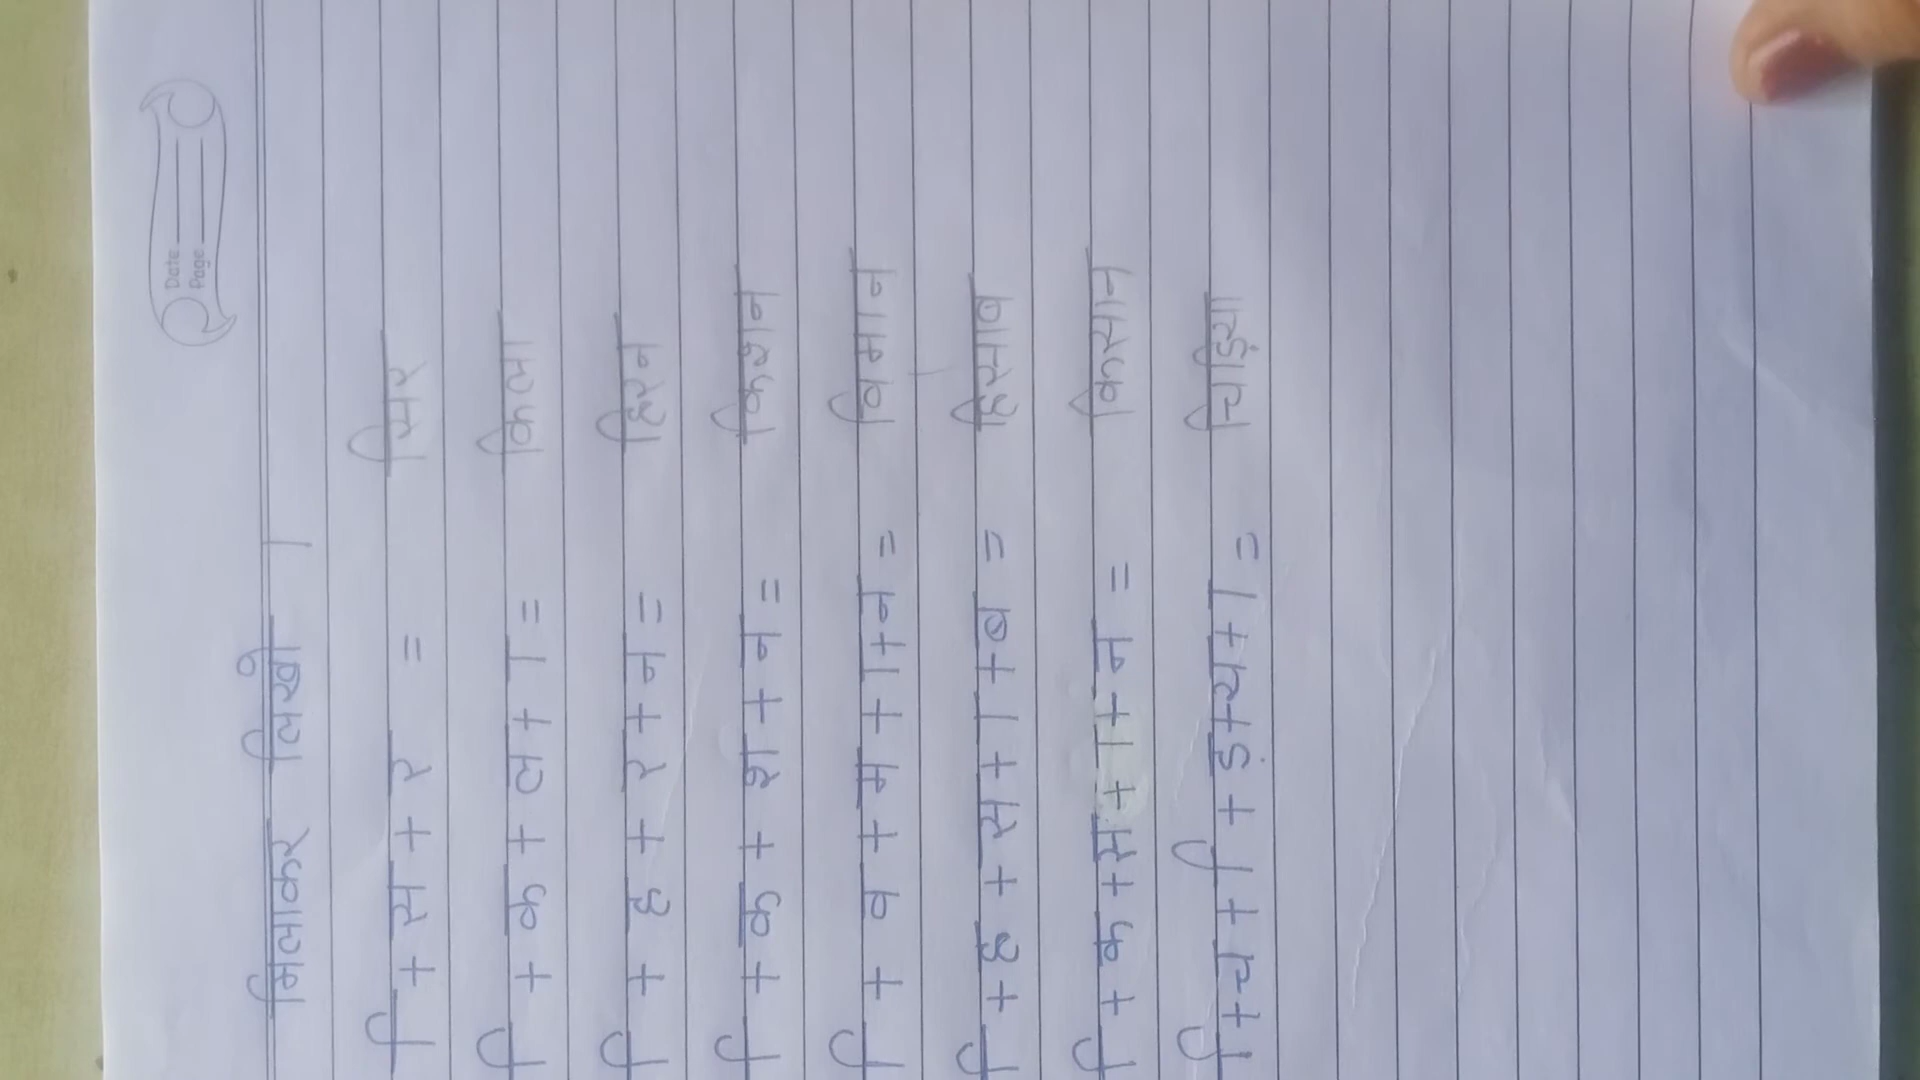 Date
Page
मिलाकर लिखो ।
ि + स + र = सिर
ि + क + ल + ा = किला
ि + ह + र + न = हिरन
ि + क + श + न = किशन
ि + व + म + ा + न = विमान
ि + ह + स + ा + ब = हिसाब
ि + क + स + ा + न = किसान
ि + च + ि + ड़ + य + ा = चिड़िया